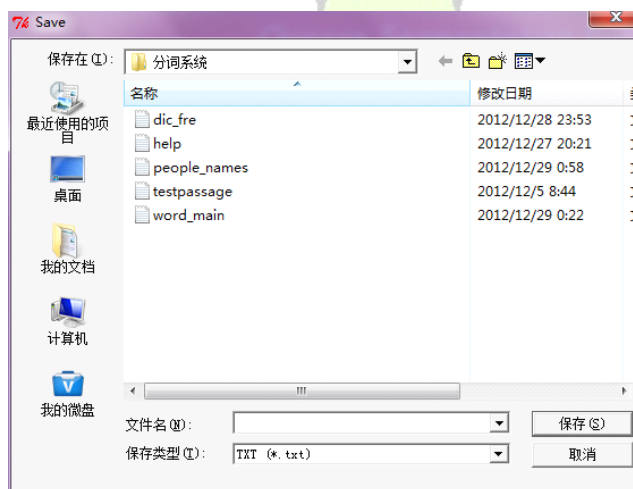 Save
保存在(I):
分词系统
名称
修改日期
dic_fre
2012/12/28 23:53
help
2012/12/27 20:21
people_names
2012/12/29 0:58
testpassage
2012/12/5 8:44
word_main
2012/12/29 0:22
最近使用的项
目
桌面
我的文档
计算机
我的微盘
文件名(N):
保存(S)
保存类型(T):
TXT (*.txt)
取消